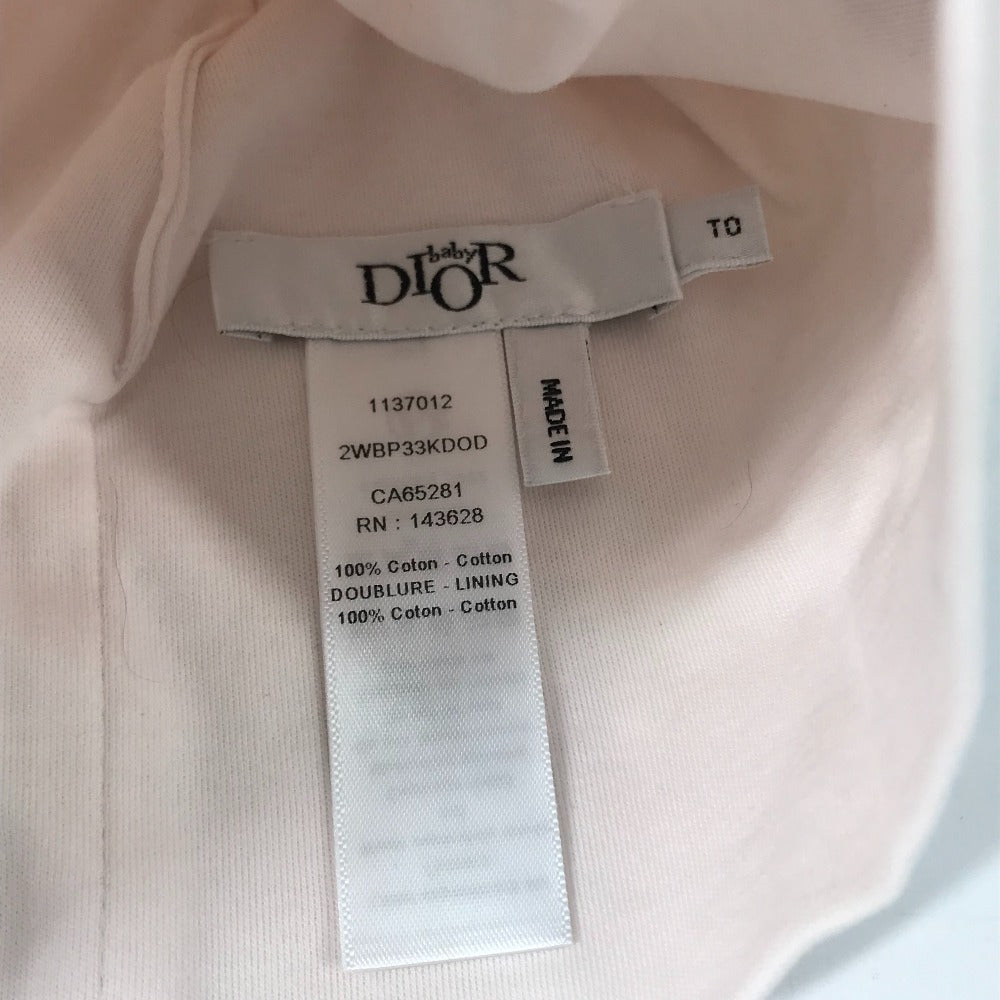 baby
DIOR
T0
MADE IN
1137012
2WBP33KDOD
CA65281
RN : 143628
100% Coton - Cotton
DOUBLURE - LINING
100% Coton - Cotton